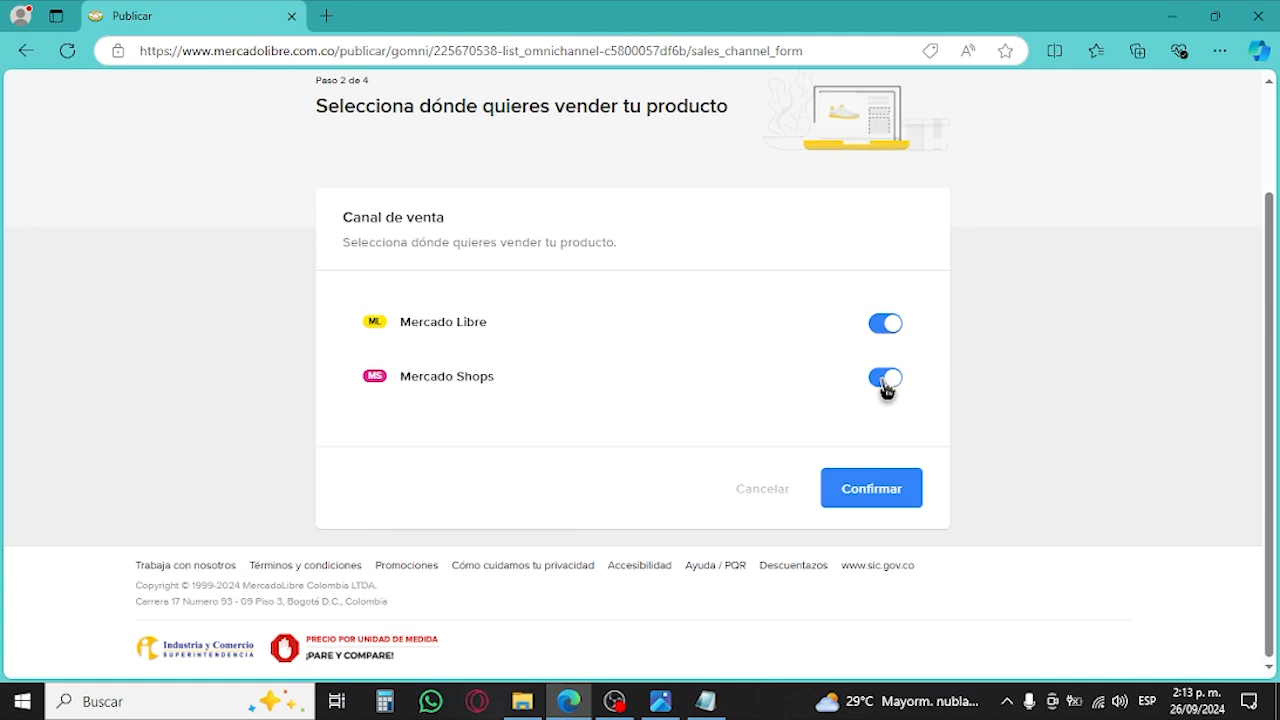 Publicar
https://www.mercadolibre.com.co/publicar/gomni/225670538-list_omnichannel-c5800057df6b/sales_channel_form
Paso 2 de 4
Selecciona dónde quieres vender tu producto
Canal de venta
Selecciona dónde quieres vender tu producto.
ML Mercado Libre
MS Mercado Shops
Cancelar Confirmar
Trabaja con nosotros Términos y condiciones Promociones Cómo cuidamos tu privacidad Accesibilidad Ayuda / PQR Descuentazos www.sic.gov.co
Copyright © 1999-2024 MercadoLibre Colombia LTDA.
Carrera 17 Numero 93 - 09 Piso 3, Bogotá D.C., Colombia
Industria y Comercio
SUPERINTENDENCIA
PRECIO POR UNIDAD DE MEDIDA
¡PARE Y COMPARE!
Buscar
29°C Mayorm. nubla...
ESP
2:13 p. m.
26/09/2024